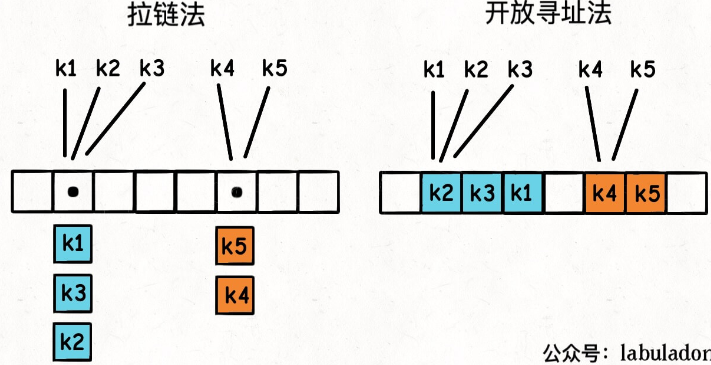 拉链法
k1 k2 k3 k4 k5
k1
k3
k2
k5
k4
开放寻址法
k1 k2 k3 k4 k5
k2 k3 k1 k4 k5
公众号：labuladon